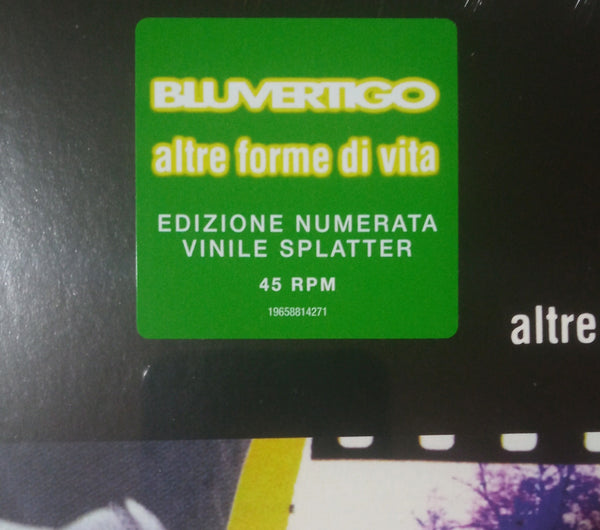 BLUVERTIGO
altre forme di vita
EDIZIONE NUMERATA
VINILE SPLATTER
45 RPM
19658814271
altre